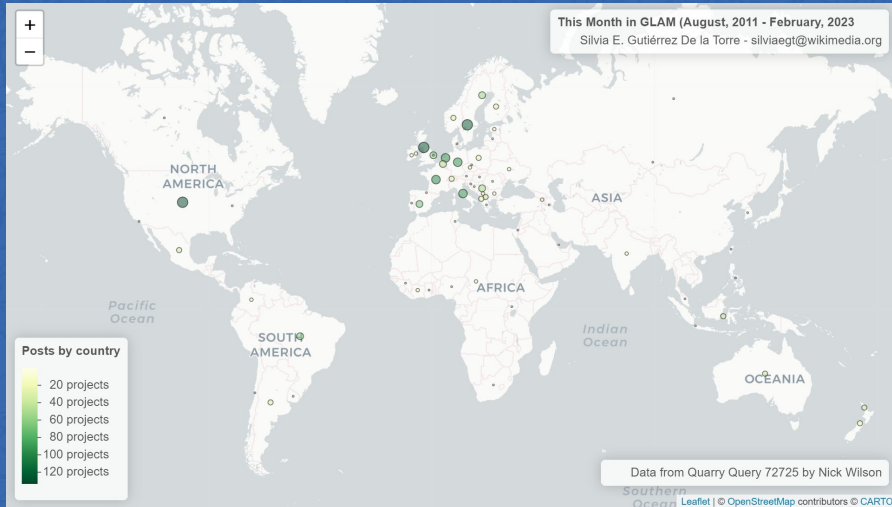 +
−
This Month in GLAM (August, 2011 - February, 2023
Silvia E. Gutiérrez De la Torre - silviaegt@wikimedia.org
NORTH
AMERICA
ASIA
AFRICA
Pacific
Ocean
Indian
Ocean
SOUTH
AMERICA
OCEANIA
Posts by country
20 projects
40 projects
60 projects
80 projects
100 projects
120 projects
Data from Quarry Query 72725 by Nick Wilson
Southern
Ocean
Leaflet | © OpenStreetMap contributors © CARTO